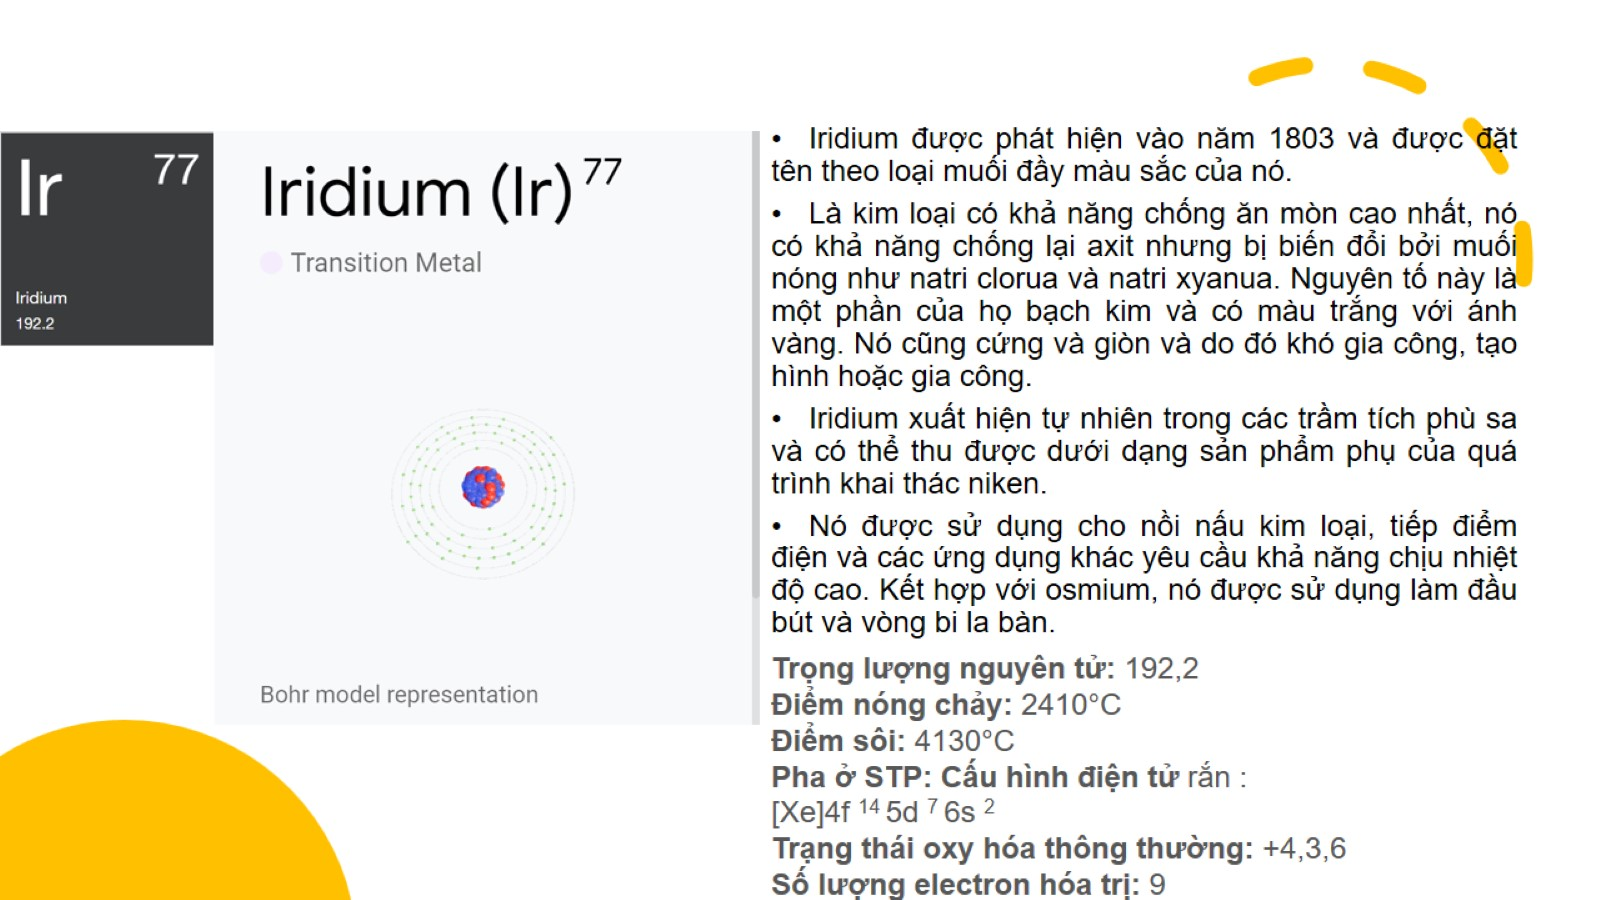 Ir 77
Iridium
192.2
Iridium (Ir)⁷⁷
Transition Metal
Bohr model representation
• Iridium được phát hiện vào năm 1803 và được đặt
tên theo loại muối đầy màu sắc của nó.
• Là kim loại có khả năng chống ăn mòn cao nhất, nó
có khả năng chống lại axit nhưng bị biến đổi bởi muối
nóng như natri clorua và natri xyanua. Nguyên tố này là
một phần của họ bạch kim và có màu trắng với ánh
vàng. Nó cũng cứng và giòn và do đó khó gia công, tạo
hình hoặc gia công.
• Iridium xuất hiện tự nhiên trong các trầm tích phù sa
và có thể thu được dưới dạng sản phẩm phụ của quá
trình khai thác niken.
• Nó được sử dụng cho nồi nấu kim loại, tiếp điểm
điện và các ứng dụng khác yêu cầu khả năng chịu nhiệt
độ cao. Kết hợp với osmium, nó được sử dụng làm đầu
bút và vòng bi la bàn.
Trọng lượng nguyên tử: 192,2
Điểm nóng chảy: 2410°C
Điểm sôi: 4130°C
Pha ở STP: Cấu hình điện tử rắn :
[Xe]4f ¹⁴ 5d ⁷ 6s ²
Trạng thái oxy hóa thông thường: +4,3,6
Số lượng electron hóa trị: 9